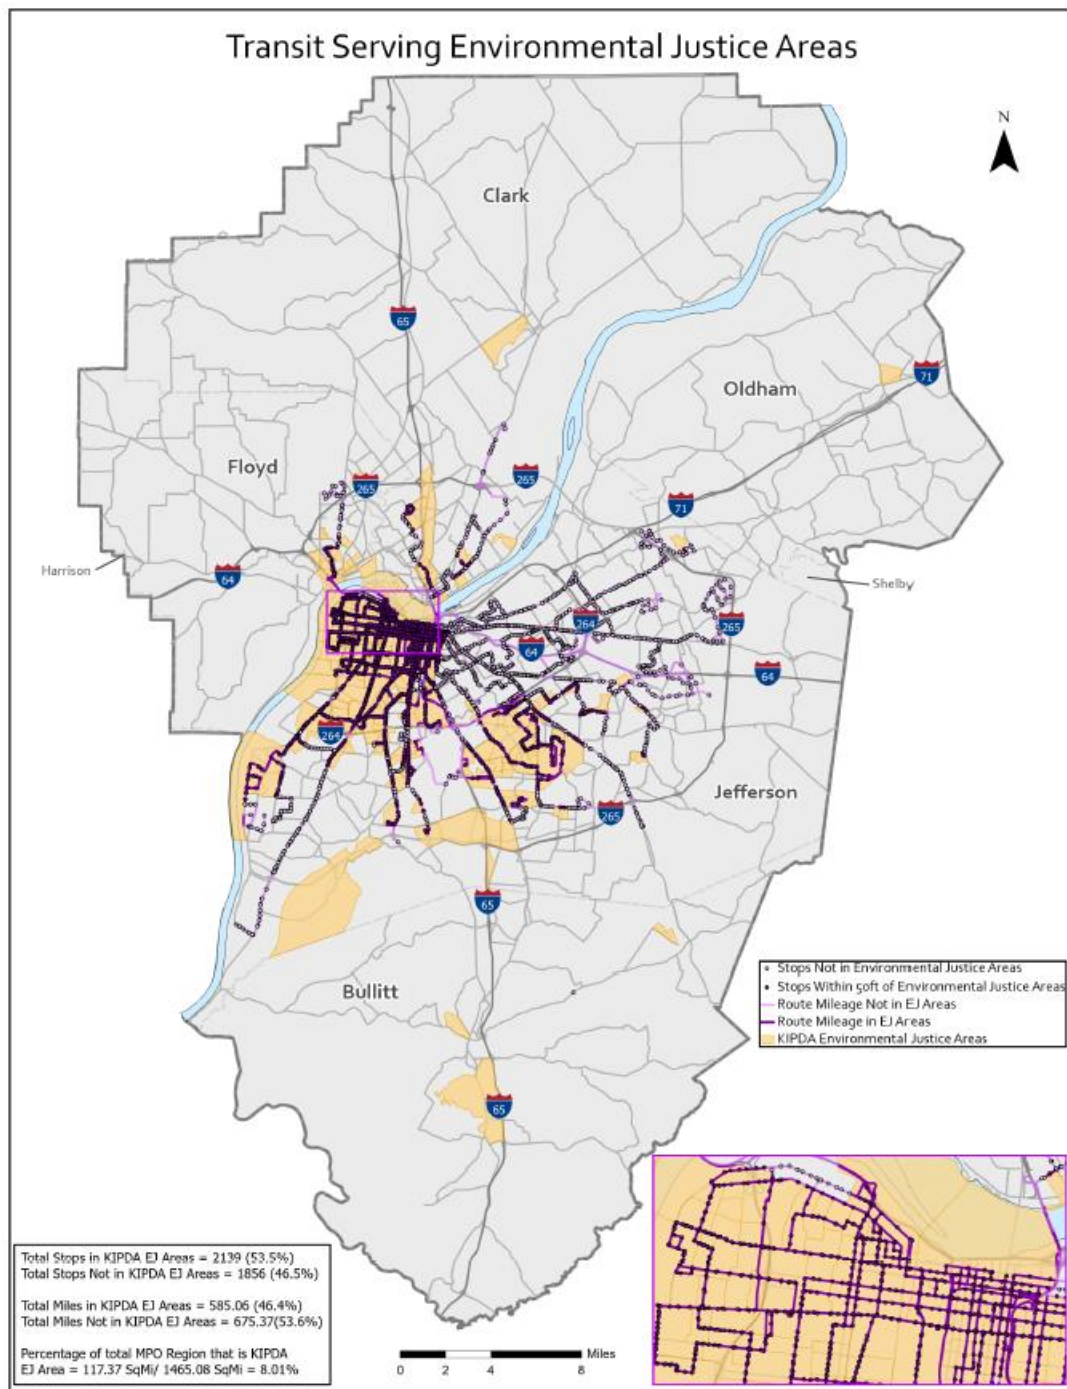 Transit Serving Environmental Justice Areas
N
Clark
65
Oldham
71
Floyd
265
265
71
Harrison
64
Shelby
264
265
64
64
264
Jefferson
265
65
Bullitt
65
Stops Not in Environmental Justice Areas
Stops Within 50ft of Environmental Justice Areas
Route Mileage Not in EJ Areas
Route Mileage in EJ Areas
KIPDA Environmental Justice Areas
Total Stops in KIPDA EJ Areas = 2139 (53.5%)
Total Stops Not in KIPDA EJ Areas = 1856 (46.5%)
Total Miles in KIPDA EJ Areas = 585.06 (46.4%)
Total Miles Not in KIPDA EJ Areas = 675.37(53.6%)
Percentage of total MPO Region that is KIPDA
EJ Area = 117.37 SqMi/ 1465.08 SqMi = 8.01%
Miles
0 2 4 8